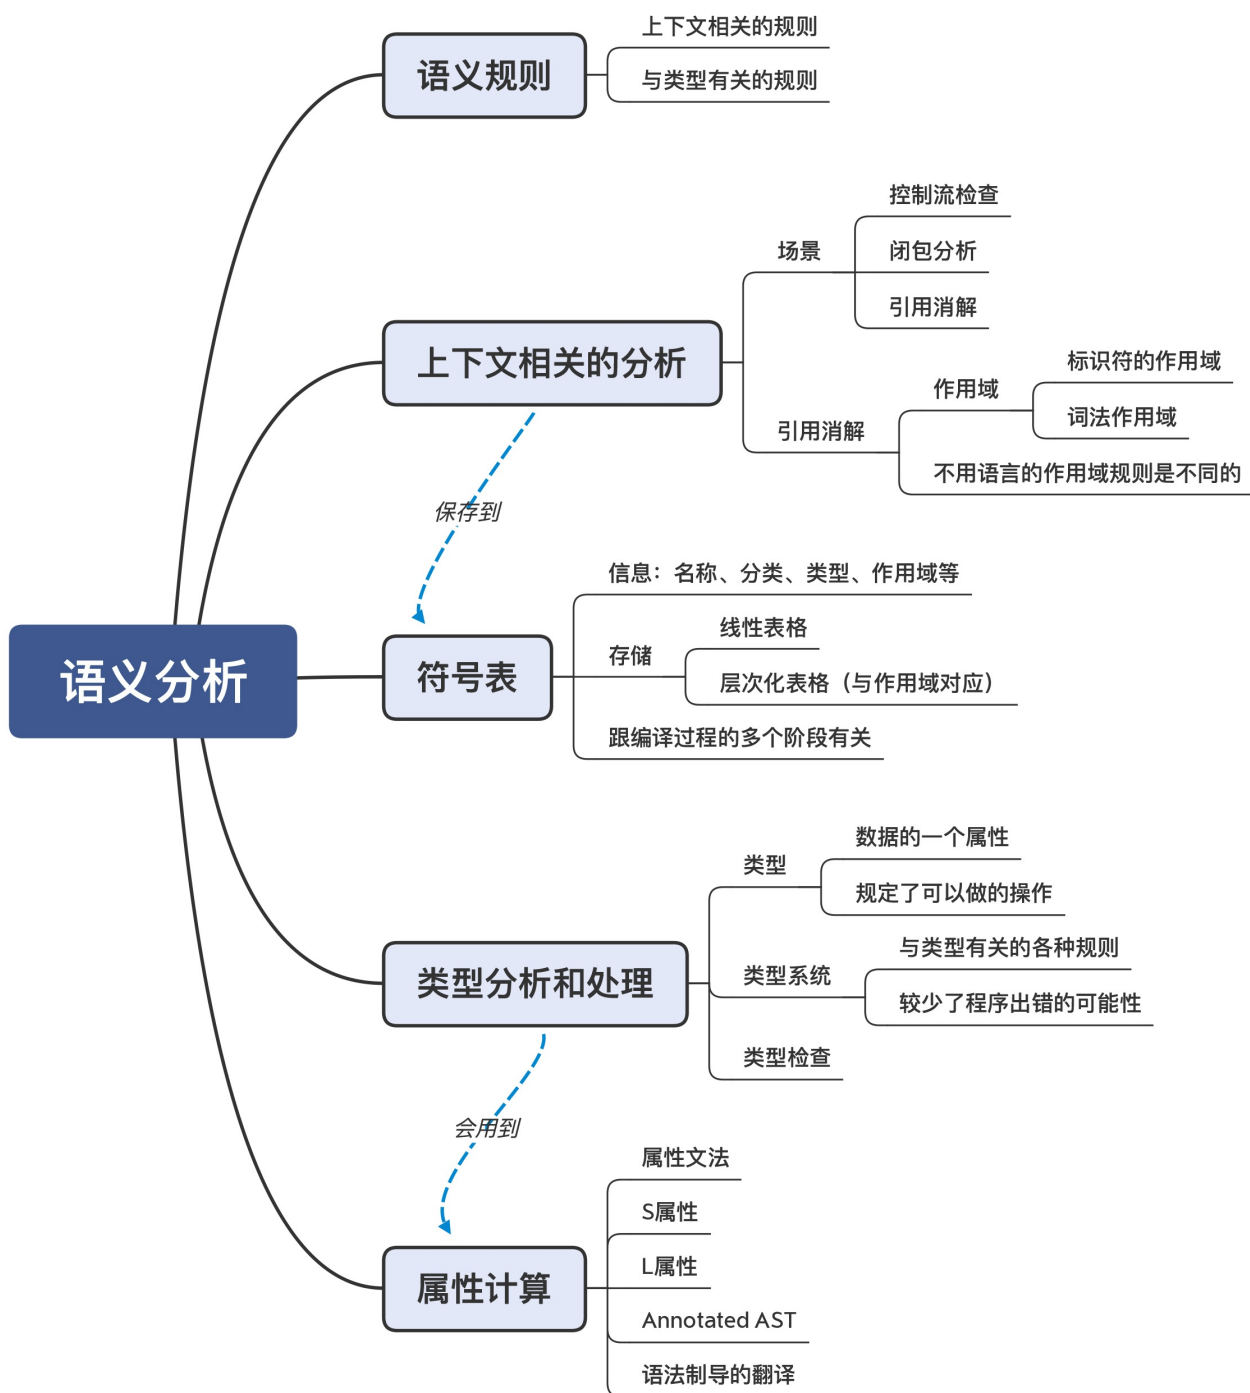 语义分析
语义规则
上下文相关的规则
与类型有关的规则
上下文相关的分析
场景
控制流检查
闭包分析
引用消解
引用消解
作用域
标识符的作用域
词法作用域
不用语言的作用域规则是不同的
保存到
符号表
信息：名称、分类、类型、作用域等
存储
线性表格
层次化表格（与作用域对应）
跟编译过程的多个阶段有关
类型分析和处理
类型
数据的一个属性
规定了可以做的操作
类型系统
与类型有关的各种规则
较少了程序出错的可能性
类型检查
会用到
属性计算
属性文法
S属性
L属性
Annotated AST
语法制导的翻译